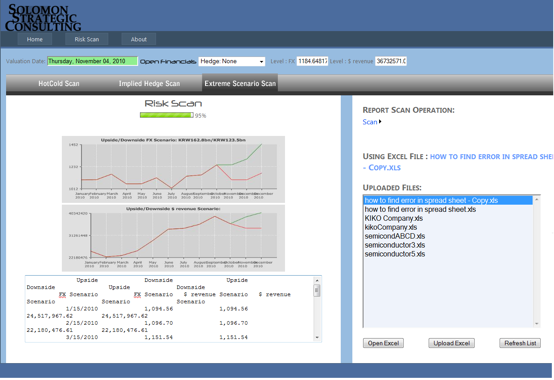 SOLOMON
STRATEGIC
CONSULTING
Home Risk Scan About
Valuation Date: Thursday, November 04, 2010 Open Financials: Hedge: None Level : FX 1184.6481 Level : $ revenue 36732571.0
HotCold Scan Implied Hedge Scan Extreme Scenario Scan
Risk Scan
95%
Upside/Downside FX Scenario: KRW162.8bn/KRW125.5bn
January February March April May June July August September October November December
2010 2010 2010 2010 2010 2010 2010 2010 2010 2010 2010 2010
Upside/Downside $ revenue Scenario:
January February March April May June July August September October November December
2010 2010 2010 2010 2010 2010 2010 2010 2010 2010 2010 2010
Upside Downside Upside
Downside Upside Downside
FX Scenario FX Scenario $ revenue Scenario $ revenue
Scenario Scenario Scenario
1/15/2010 1,094.56 1,094.56
24,517,967.62 24,517,967.62
2/15/2010 1,096.70 1,096.70
22,180,476.61 22,180,476.61
3/15/2010 1,151.54 1,151.54
REPORT SCAN OPERATION:
Scan
USING EXCEL FILE : HOW TO FIND ERROR IN SPREAD SHE
- COPY.XLS
UPLOADED FILES:
how to find error in spread sheet - Copy.xls
how to find error in spread sheet.xls
KIKO Company.xls
kikoCompany.xls
semicondABCD.xls
semiconductor3.xls
semiconductor5.xls
Open Excel Upload Excel Refresh List